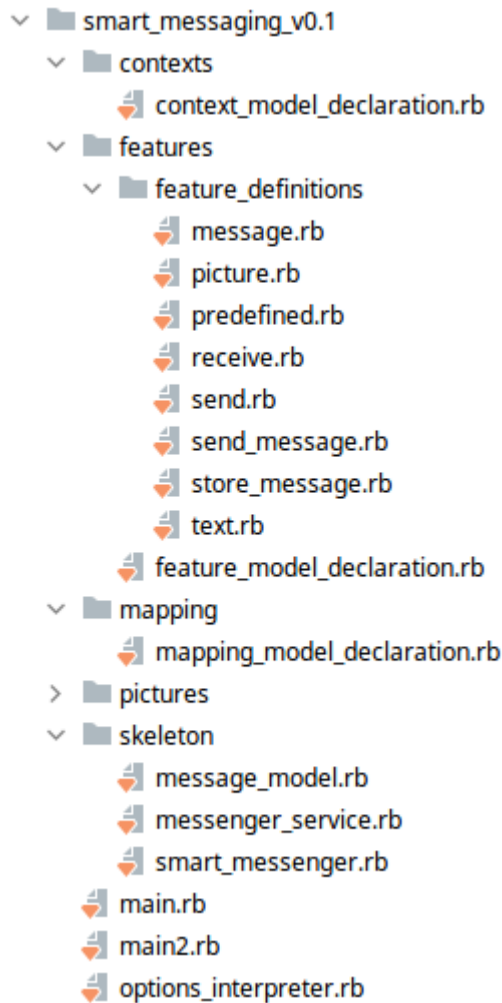 smart_messaging_v0.1
contexts
context_model_declaration.rb
features
feature_definitions
message.rb
picture.rb
predefined.rb
receive.rb
send.rb
send_message.rb
store_message.rb
text.rb
feature_model_declaration.rb
mapping
mapping_model_declaration.rb
pictures
skeleton
message_model.rb
messenger_service.rb
smart_messenger.rb
main.rb
main2.rb
options_interpreter.rb